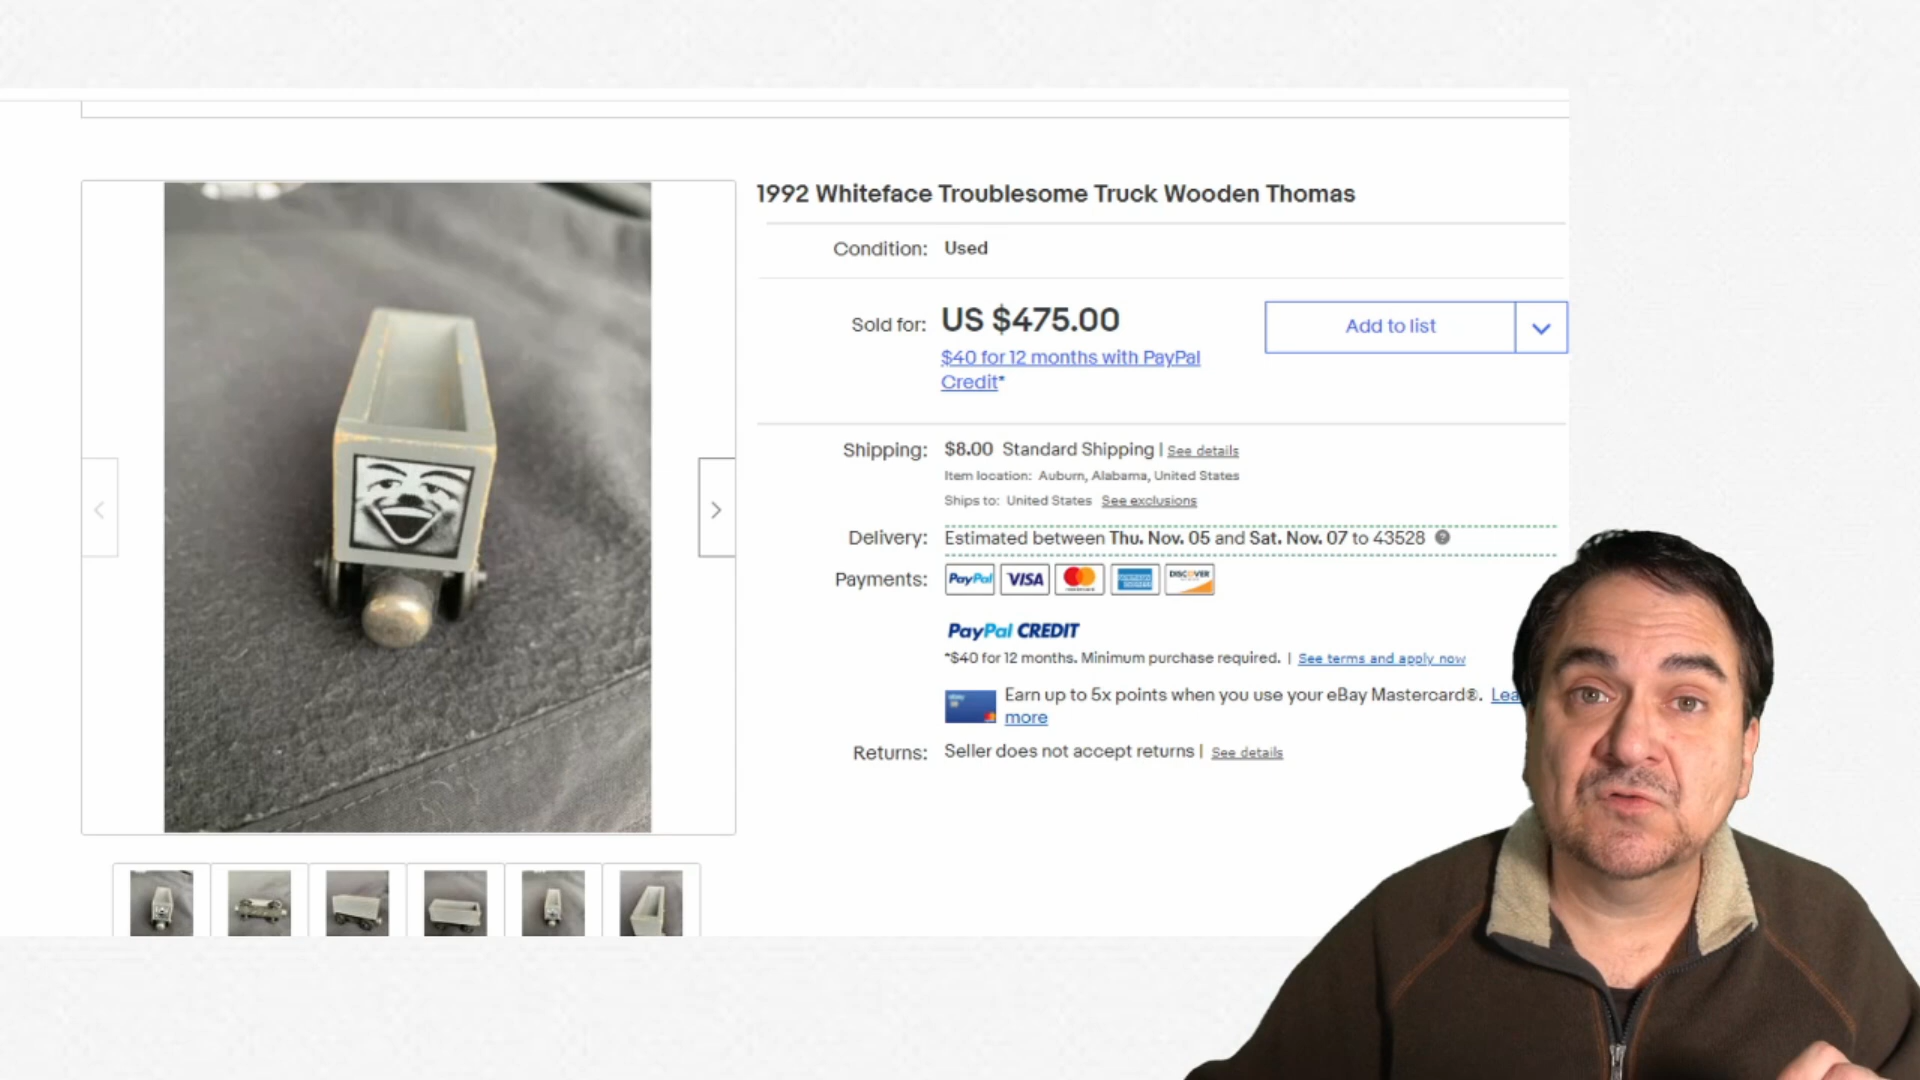 1992 Whiteface Troublesome Truck Wooden Thomas
Condition: Used
Sold for: US $475.00
Add to list
$40 for 12 months with PayPal
Credit*
Shipping: $8.00 Standard Shipping | See details
Item location: Auburn, Alabama, United States
Ships to: United States See exclusions
Delivery: Estimated between Thu. Nov. 05 and Sat. Nov. 07 to 43528
Payments: PayPal VISA DISCOVER
PayPal CREDIT
*$40 for 12 months. Minimum purchase required. | See terms and apply now
Earn up to 5x points when you use your eBay Mastercard®. Lea
more
Returns: Seller does not accept returns | See details